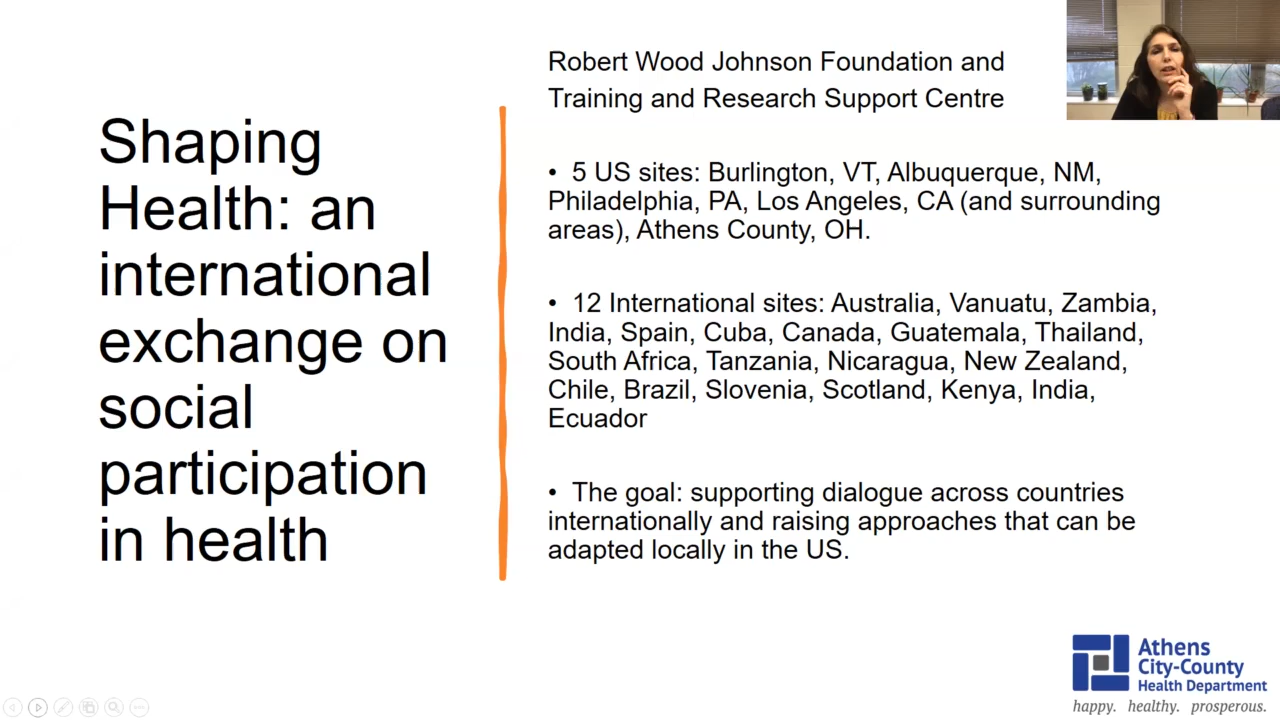 Shaping
Health: an
international
exchange on
social
participation
in health
Robert Wood Johnson Foundation and
Training and Research Support Centre
• 5 US sites: Burlington, VT, Albuquerque, NM,
Philadelphia, PA, Los Angeles, CA (and surrounding
areas), Athens County, OH.
• 12 International sites: Australia, Vanuatu, Zambia,
India, Spain, Cuba, Canada, Guatemala, Thailand,
South Africa, Tanzania, Nicaragua, New Zealand,
Chile, Brazil, Slovenia, Scotland, Kenya, India,
Ecuador
• The goal: supporting dialogue across countries
internationally and raising approaches that can be
adapted locally in the US.
Athens
City-County
Health Department
happy. healthy. prosperous.